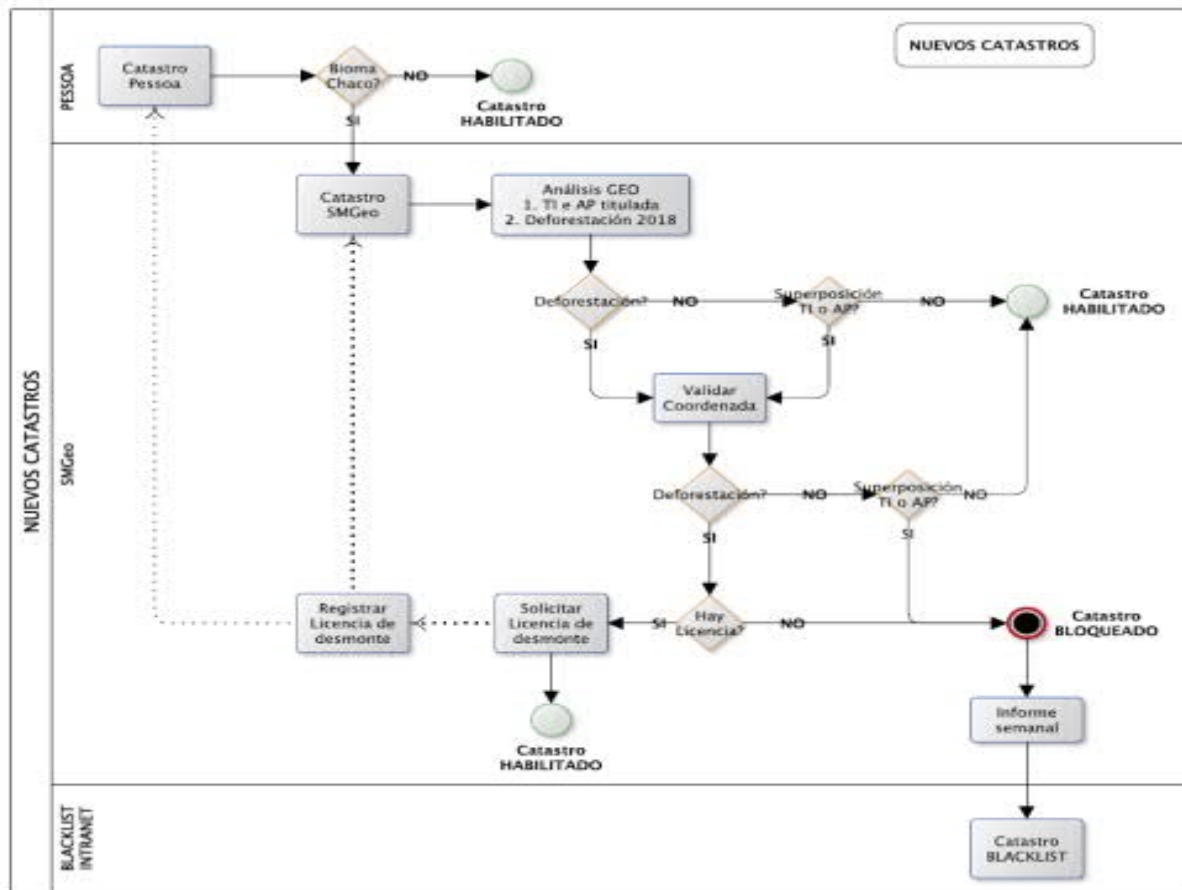 NUEVOS CATASTROS
NUEVOS CATASTROS
PESSOA
Catastro
Pessoa
Bioma
Chaco?
NO
SI
Catastro
HABILITADO
SMGeo
Catastro
SMGeo
Análisis GEO
1. TI e AP titulada
2. Deforestación 2018
Deforestación?
NO
SI
Superposición
TI o AP?
NO
SI
Catastro
HABILITADO
Validar
Coordenada
Deforestación?
NO
SI
Superposición
TI o AP?
NO
SI
Registrar
Licencia de
desmonte
Solicitar
Licencia de
desmonte
SI
Hay
Licencia?
NO
Catastro
BLOQUEADO
Catastro
HABILITADO
Informe
semanal
BLACKLIST
INTRANET
Catastro
BLACKLIST